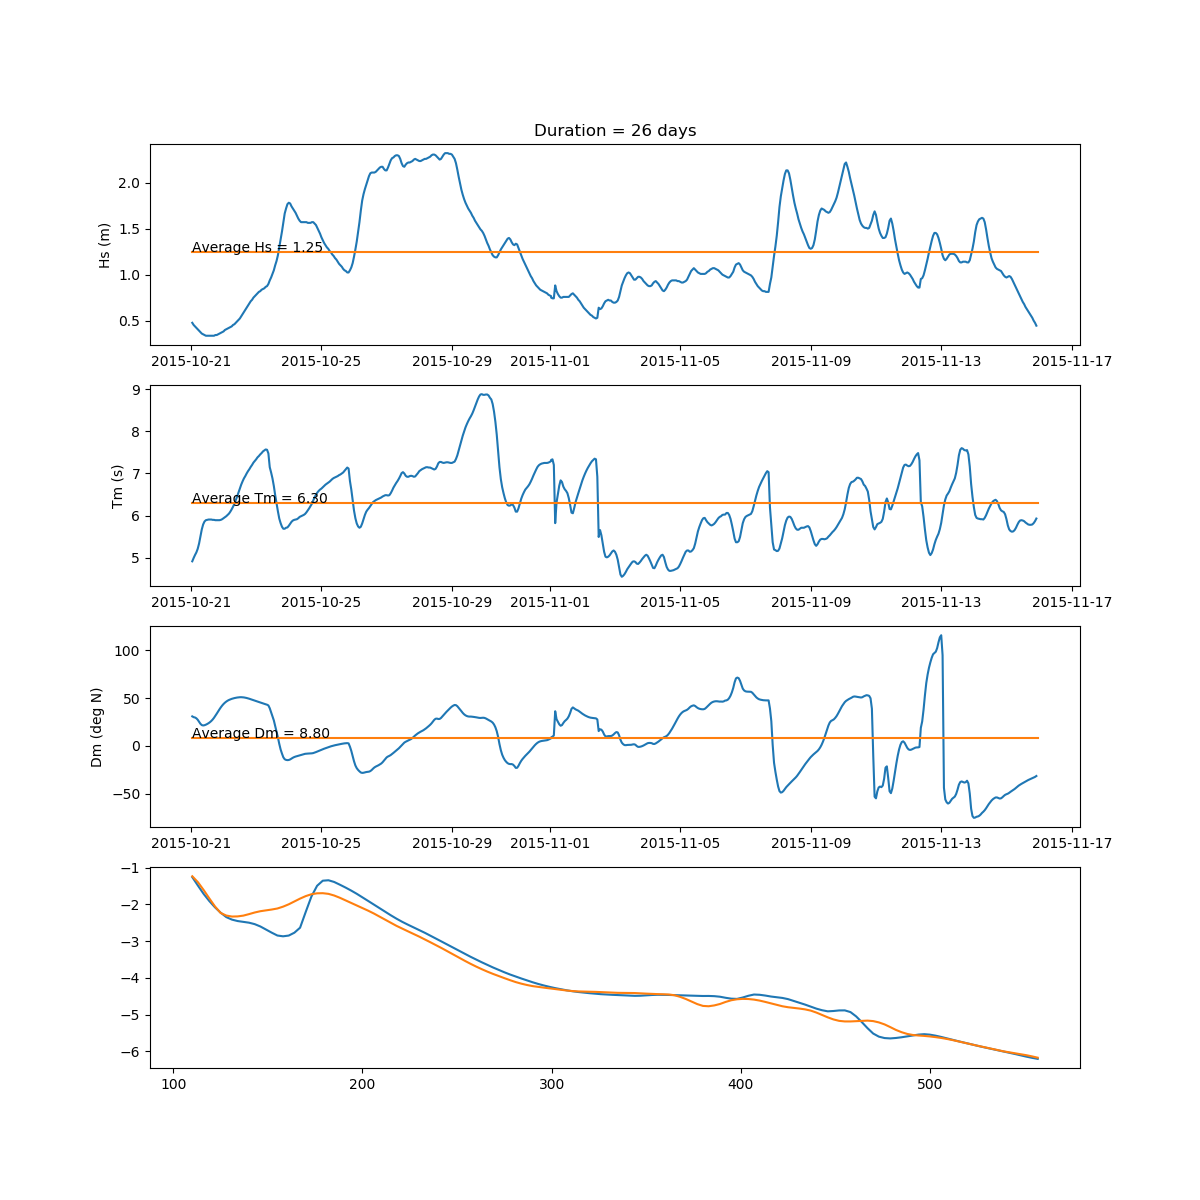 Duration = 26 days
Hs (m)
2.0
1.5
1.0
0.5
Average Hs = 1.25
2015-10-21 2015-10-25 2015-10-29 2015-11-01 2015-11-05 2015-11-09 2015-11-13 2015-11-17
Tm (s)
9
8
7
6
5
Average Tm = 6.30
2015-10-21 2015-10-25 2015-10-29 2015-11-01 2015-11-05 2015-11-09 2015-11-13 2015-11-17
Dm (deg N)
100
50
0
−50
Average Dm = 8.80
2015-10-21 2015-10-25 2015-10-29 2015-11-01 2015-11-05 2015-11-09 2015-11-13 2015-11-17
−1
−2
−3
−4
−5
−6
100 200 300 400 500